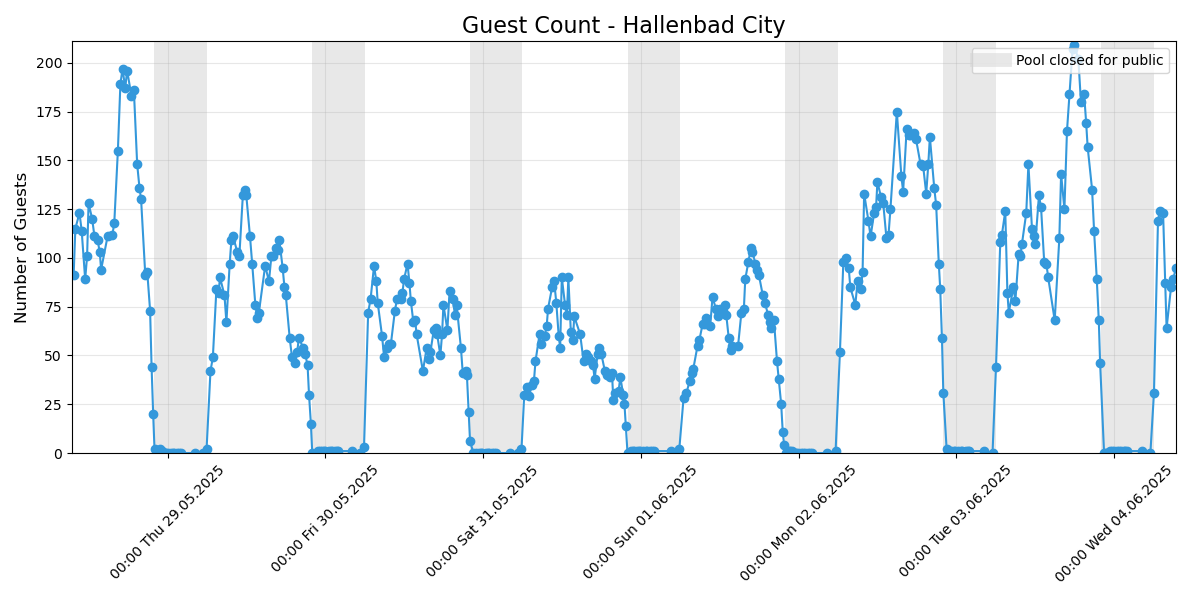 Guest Count - Hallenbad City
Pool closed for public
Number of Guests
200
175
150
125
100
75
50
25
0
00:00 Thu 29.05.2025
00:00 Fri 30.05.2025
00:00 Sat 31.05.2025
00:00 Sun 01.06.2025
00:00 Mon 02.06.2025
00:00 Tue 03.06.2025
00:00 Wed 04.06.2025